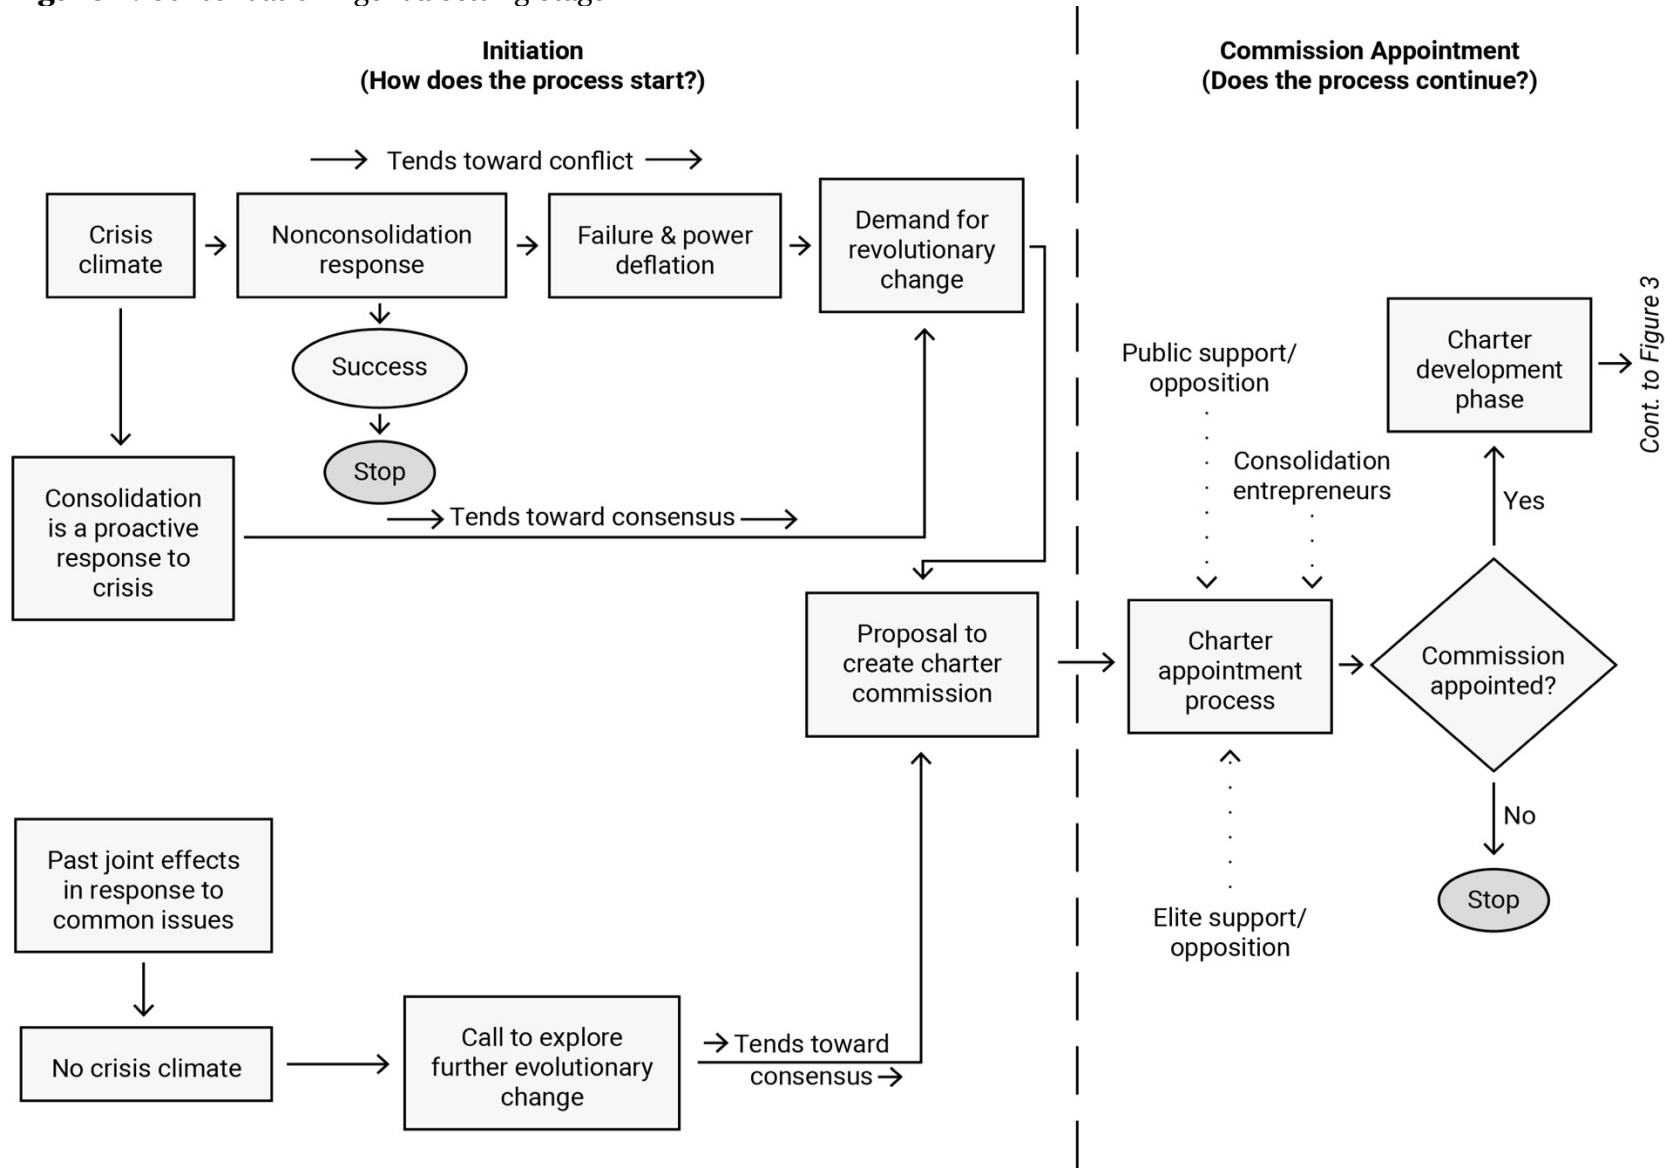 Initiation
(How does the process start?)
Commission Appointment
(Does the process continue?)
Tends toward conflict
Crisis
climate
Nonconsolidation
response
Failure & power
deflation
Demand for
revolutionary
change
Success
Stop
Consolidation
is a proactive
response to
crisis
Tends toward consensus
Proposal to
create charter
commission
Past joint effects
in response to
common issues
No crisis climate
Call to explore
further evolutionary
change
Tends toward
consensus
Public support/
opposition
Consolidation
entrepreneurs
Charter
appointment
process
Elite support/
opposition
Commission
appointed?
Yes
Charter
development
phase
Cont. to Figure 3
No
Stop